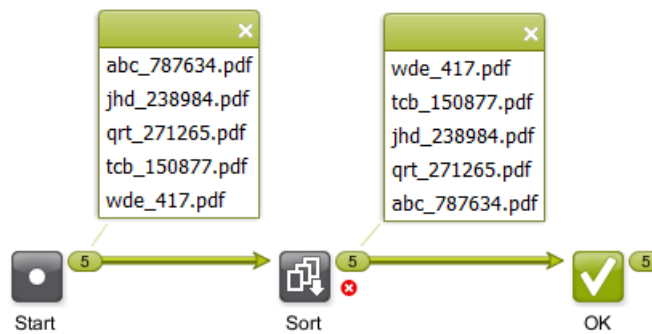 abc_787634.pdf
jhd_238984.pdf
qrt_271265.pdf
tcb_150877.pdf
wde_417.pdf
wde_417.pdf
tcb_150877.pdf
jhd_238984.pdf
qrt_271265.pdf
abc_787634.pdf
5
5
5
Start
Sort
OK